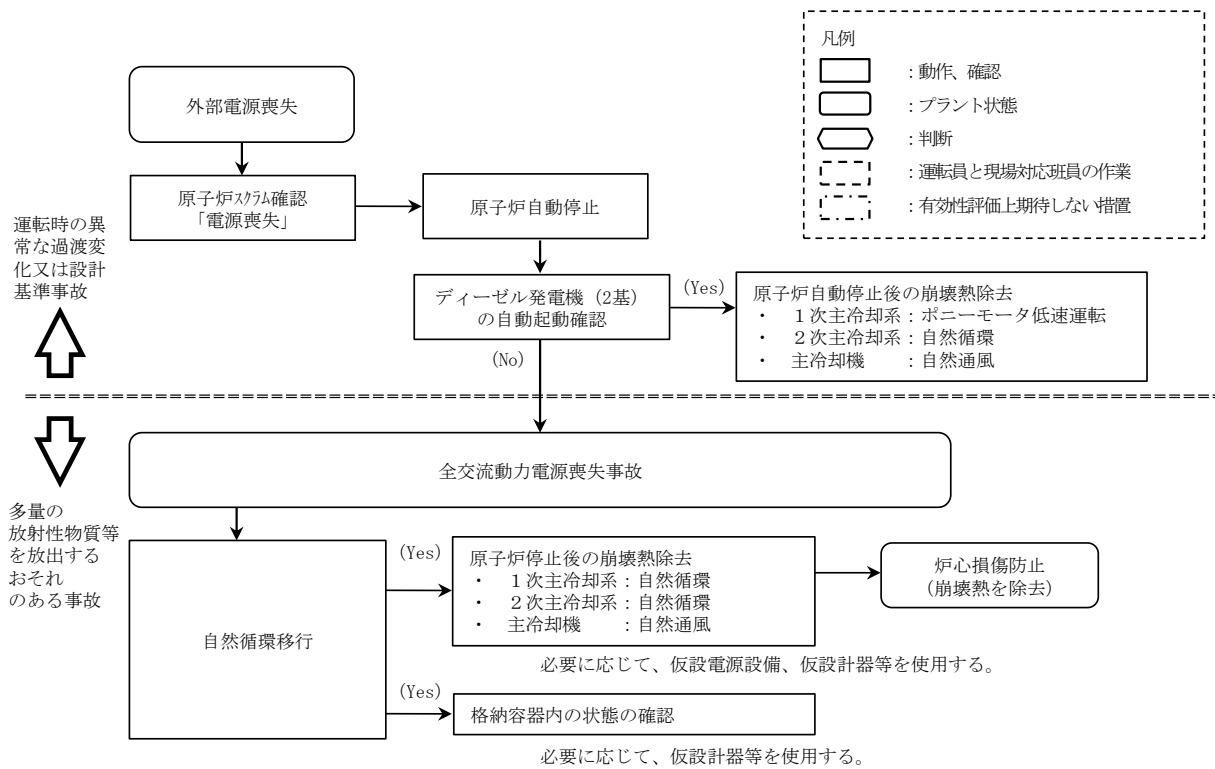 凡例
：動作、確認
：プラント状態
：判断
：運転員と現場対応班員の作業
：有効性評価上期待しない措置
外部電源喪失
原子炉ｽｸﾗﾑ確認
「電源喪失」
原子炉自動停止
運転時の異
常な過渡変
化又は設計
基準事故
ディーゼル発電機（2基）
の自動起動確認
(Yes)
(No)
原子炉自動停止後の崩壊熱除去
・ １次主冷却系：ポニーモータ低速運転
・ ２次主冷却系：自然循環
・ 主冷却機 ：自然通風
全交流動力電源喪失事故
多量の
放射性物質等
を放出する
おそれ
のある事故
自然循環移行
(Yes)
原子炉停止後の崩壊熱除去
・ １次主冷却系：自然循環
・ ２次主冷却系：自然循環
・ 主冷却機 ：自然通風
炉心損傷防止
（崩壊熱を除去）
必要に応じて、仮設電源設備、仮設計器等を使用する。
(Yes)
格納容器内の状態の確認
必要に応じて、仮設計器等を使用する。